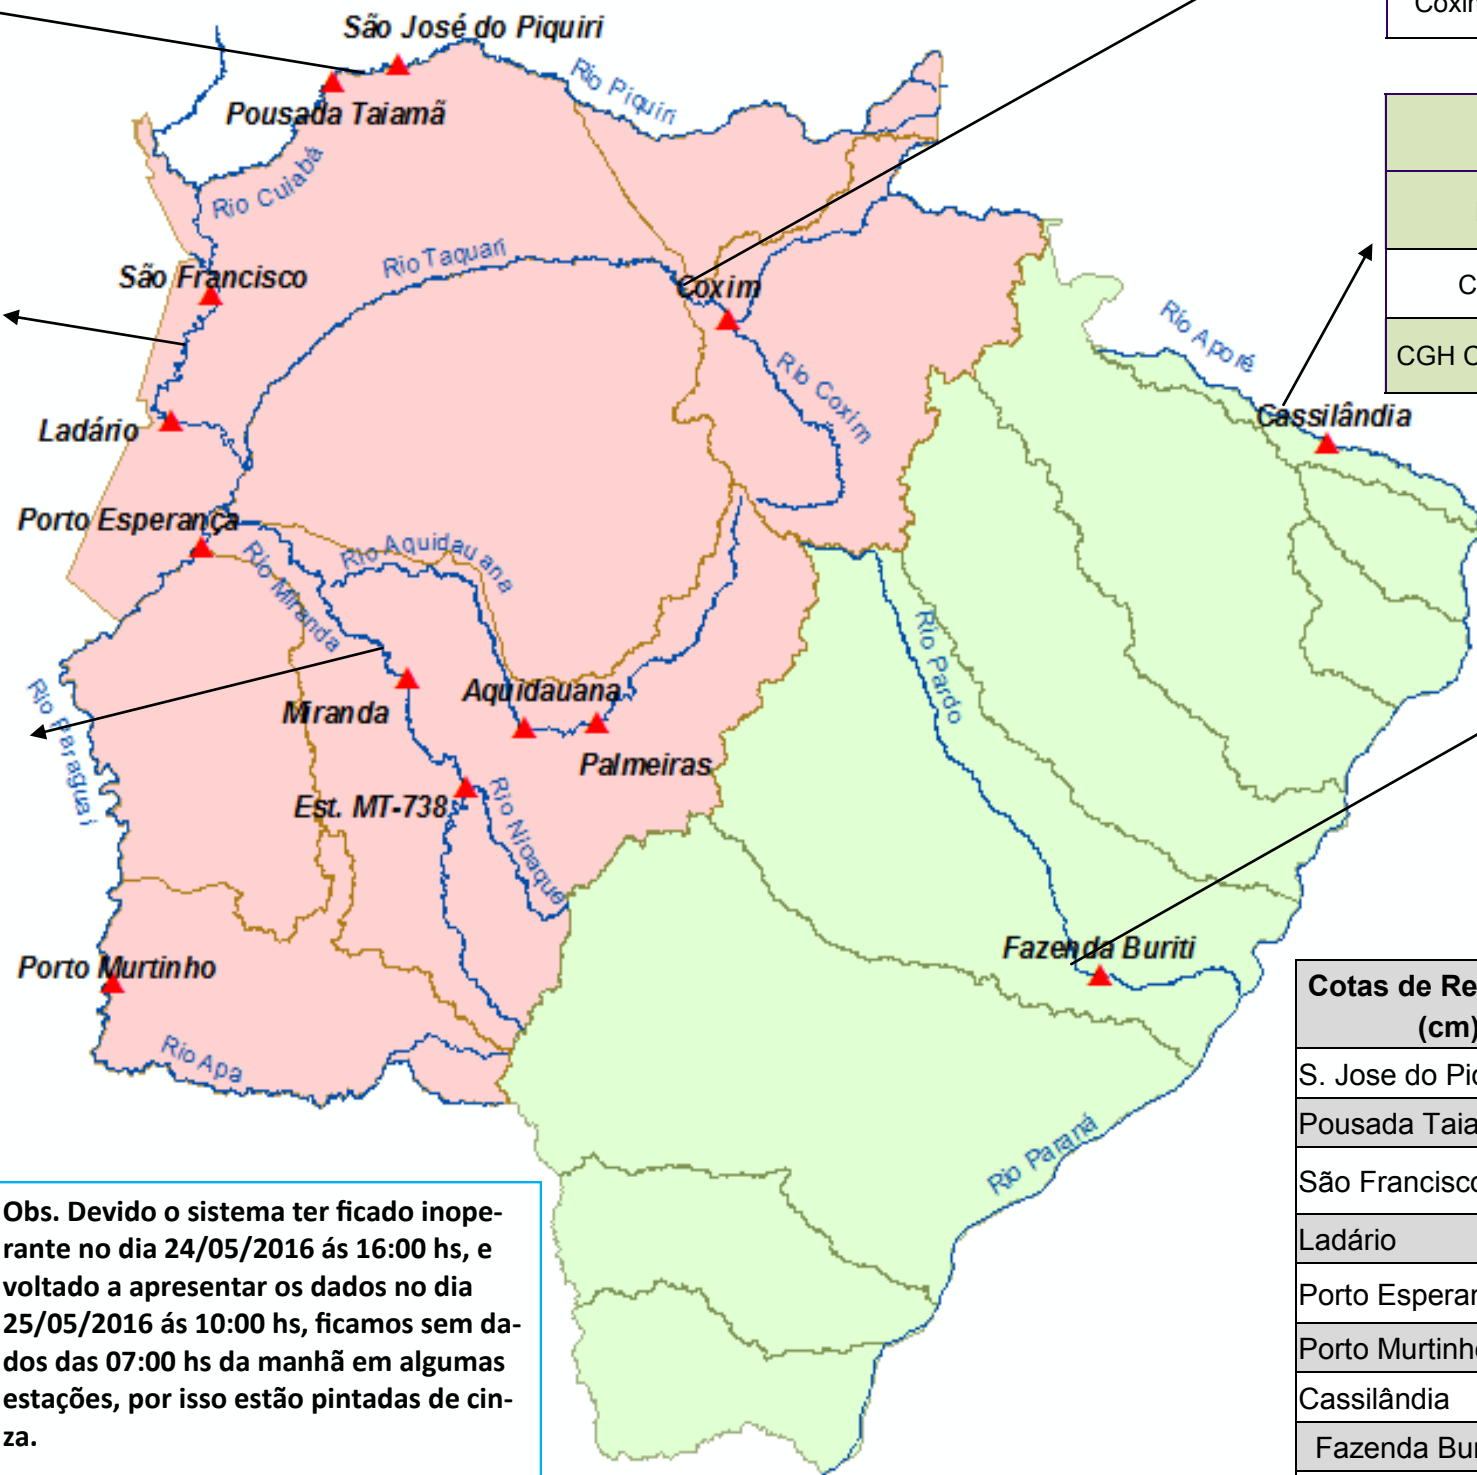 São José do Piquiri
Coxim
Rio Piquiri
Pousada Taiamã
Rio Cuiabá
Rio Taquari
São Francisco
Coxim
C
Rio Aporé
CGH C
Rio Coxim
Cassilândia
Ladário
Porto Esperança
Rio Aquidauana
Rio Miranda
Rio Pardo
Rio Paraguai
Aquidauana
Miranda
Palmeiras
Est. MT-738
Rio Nioaque
Fazenda Buriti
Porto Murtinho
Rio Apa
Rio Paraná
Cotas de Re
(cm)
S. Jose do Pi
Pousada Taia
São Francisco
Ladário
Porto Espera
Porto Murtinh
Cassilândia
Fazenda Bu
Obs. Devido o sistema ter ficado inope-
rante no dia 24/05/2016 ás 16:00 hs, e
voltado a apresentar os dados no dia
25/05/2016 ás 10:00 hs, ficamos sem da-
dos das 07:00 hs da manhã em algumas
estações, por isso estão pintadas de cin-
za.